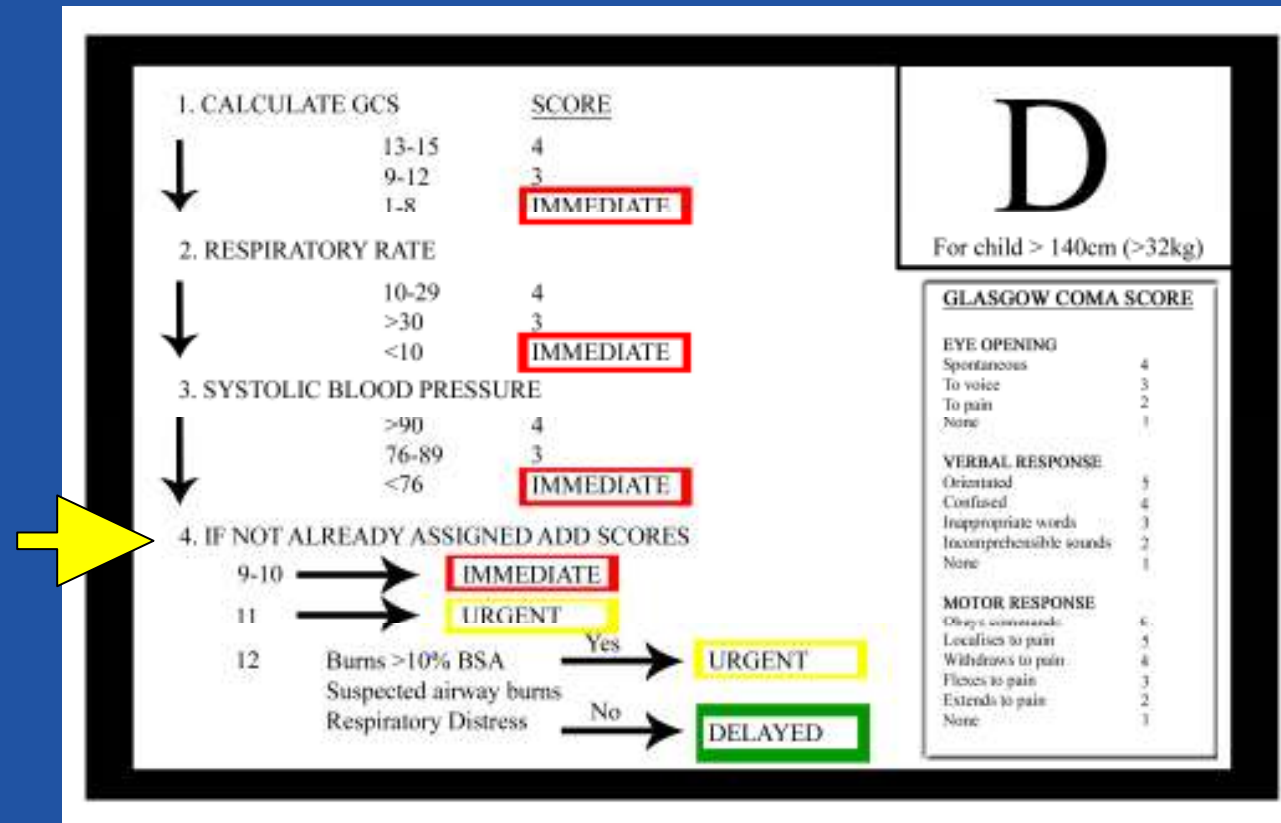 1. CALCULATE GCS SCORE
13-15 4
9-12 3
1-8 IMMEDIATE
2. RESPIRATORY RATE
10-29 4
>30 3
<10 IMMEDIATE
3. SYSTOLIC BLOOD PRESSURE
>90 4
76-89 3
<76 IMMEDIATE
4. IF NOT ALREADY ASSIGNED ADD SCORES
9-10 IMMEDIATE
11 URGENT
12 Burns >10% BSA Yes URGENT
Suspected airway burns
Respiratory Distress No DELAYED
D
For child > 140cm (>32kg)
GLASGOW COMA SCORE
EYE OPENING
Spontaneous 4
To voice 3
To pain 2
None 1
VERBAL RESPONSE
Orientated 5
Confused 4
Inappropriate words 3
Incomprehensible sounds 2
None 1
MOTOR RESPONSE
Obeys commands 6
Localises to pain 5
Withdraws to pain 4
Flexes to pain 3
Extends to pain 2
None 1